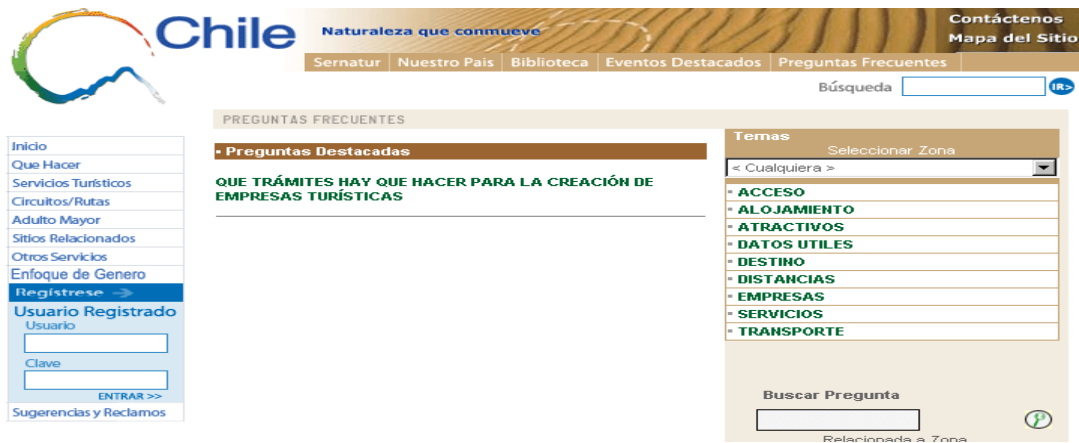 Chile
Naturaleza que conmueve
Contáctenos
Mapa del Sitio
Sernatur Nuestro Pais Biblioteca Eventos Destacados Preguntas Frecuentes
Búsqueda
IR>
PREGUNTAS FRECUENTES
Inicio
Que Hacer
Servicios Turísticos
Circuitos/Rutas
Adulto Mayor
Sitios Relacionados
Otros Servicios
Enfoque de Genero
Regístrese
Usuario Registrado
Usuario
Clave
ENTRAR >>
Sugerencias y Reclamos
Preguntas Destacadas
QUE TRÁMITES HAY QUE HACER PARA LA CREACIÓN DE
EMPRESAS TURÍSTICAS
Temas
Seleccionar Zona
< Cualquiera >
ACCESO
ALOJAMIENTO
ATRACTIVOS
DATOS UTILES
DESTINO
DISTANCIAS
EMPRESAS
SERVICIOS
TRANSPORTE
Buscar Pregunta
Relacionada a Zona